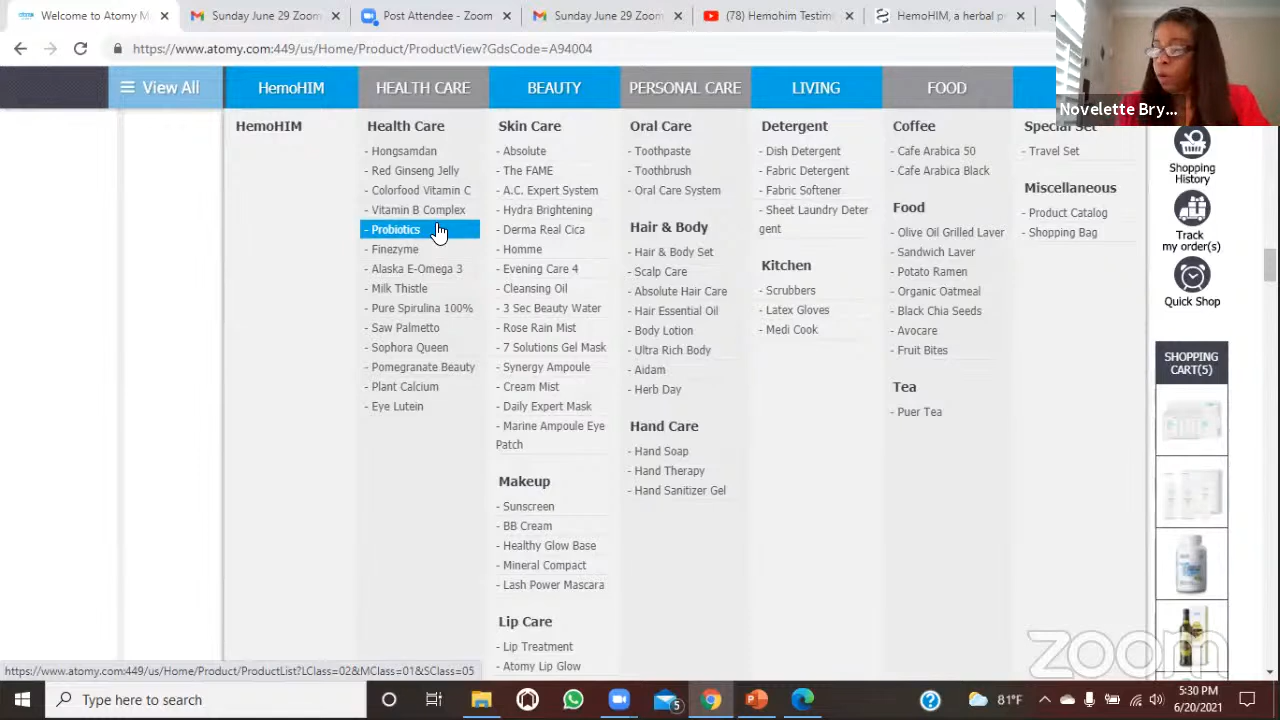 Welcome to Atomy M
Sunday June 29 Zoom
Post Attendee - Zoom
Sunday June 29 Zoom
(78) Hemohim Testim
HemoHIM, a herbal p
https://www.atomy.com:449/us/Home/Product/ProductView?GdsCode=A94004
Novelette Bry...
View All
HemoHIM
HEALTH CARE
BEAUTY
PERSONAL CARE
LIVING
FOOD
HemoHIM
Health Care
- Hongsamdan
- Red Ginseng Jelly
- Colorfood Vitamin C
- Vitamin B Complex
- Probiotics
- Finezyme
- Alaska E-Omega 3
- Milk Thistle
- Pure Spirulina 100%
- Saw Palmetto
- Sophora Queen
- Pomegranate Beauty
- Plant Calcium
- Eye Lutein
Skin Care
- Absolute
- The FAME
- A.C. Expert System
- Hydra Brightening
- Derma Real Cica
- Homme
- Evening Care 4
- Cleansing Oil
- 3 Sec Beauty Water
- Rose Rain Mist
- 7 Solutions Gel Mask
- Synergy Ampoule
- Cream Mist
- Daily Expert Mask
- Marine Ampoule Eye
Patch
Makeup
- Sunscreen
- BB Cream
- Healthy Glow Base
- Mineral Compact
- Lash Power Mascara
Lip Care
- Lip Treatment
- Atomy Lip Glow
Oral Care
- Toothpaste
- Toothbrush
- Oral Care System
Hair & Body
- Hair & Body Set
- Scalp Care
- Absolute Hair Care
- Hair Essential Oil
- Body Lotion
- Ultra Rich Body
- Aidam
- Herb Day
Hand Care
- Hand Soap
- Hand Therapy
- Hand Sanitizer Gel
Detergent
- Dish Detergent
- Fabric Detergent
- Fabric Softener
- Sheet Laundry Deter
gent
Kitchen
- Scrubbers
- Latex Gloves
- Medi Cook
Coffee
- Cafe Arabica 50
- Cafe Arabica Black
Food
- Olive Oil Grilled Laver
- Sandwich Laver
- Potato Ramen
- Organic Oatmeal
- Black Chia Seeds
- Avocare
- Fruit Bites
Tea
- Puer Tea
Special Set
- Travel Set
Miscellaneous
- Product Catalog
- Shopping Bag
Shopping
History
Track
my order(s)
Quick Shop
SHOPPING
CART(5)
zoom
https://www.atomy.com:449/us/Home/Product/ProductList?LClass=02&MClass=01&SClass=05
Type here to search
5
81°F
5:30 PM
6/20/2021